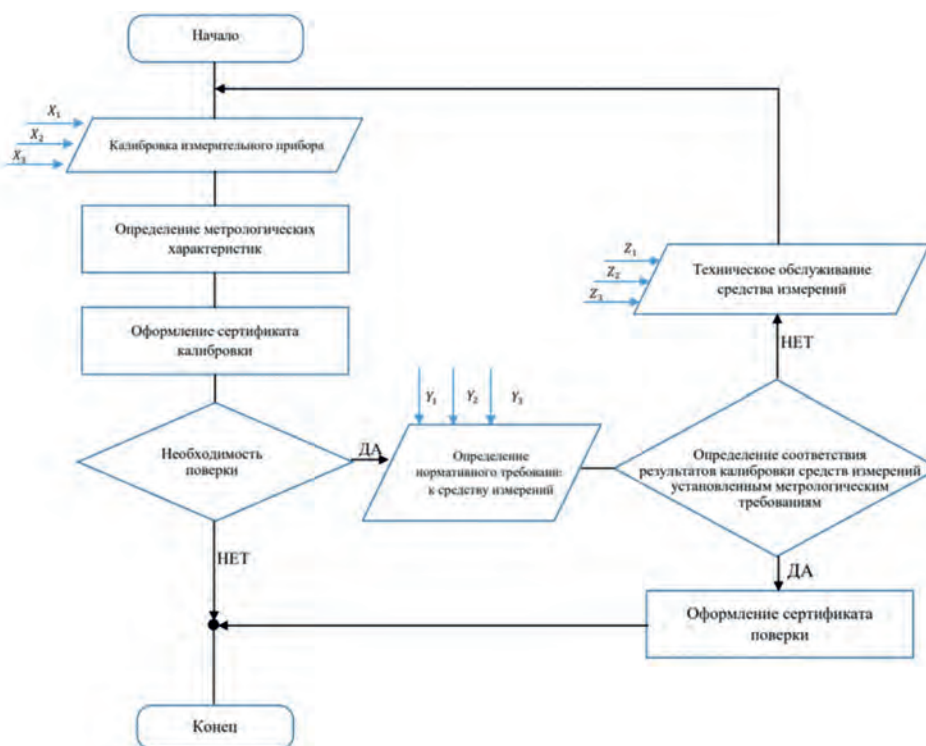 Начало
X₁
X₂
X₃
Калибровка измерительного прибора
Определение метрологических
характеристик
Оформление сертификата
калибровки
Необходимость
поверки
ДА
НЕТ
Y₁ Y₂ Y₃
Определение
нормативного требовани
к средству измерений
Z₁
Z₂
Z₃
Техническое обслуживание
средства измерений
НЕТ
Определение соответствия
результатов калибровки средств измерений
установленным метрологическим
требованиям
ДА
Оформление сертификата
поверки
Конец